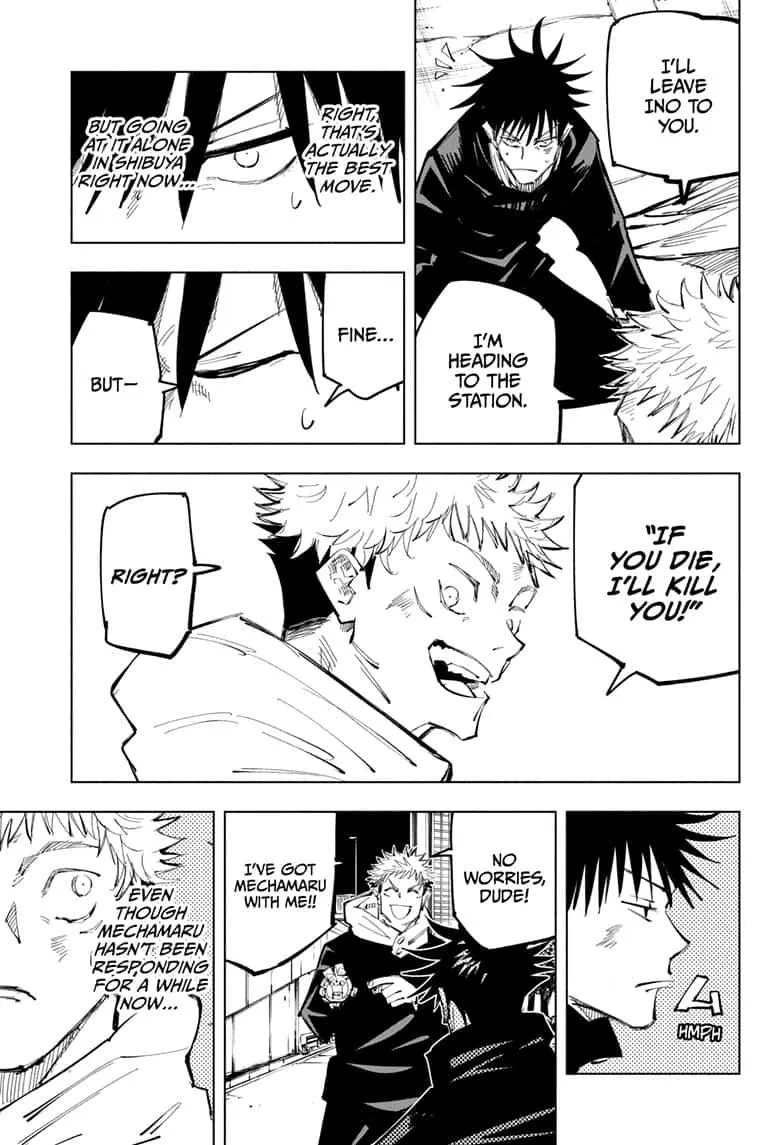 I'LL
LEAVE
INO TO
YOU.
I'M
HEADING
TO THE
STATION.
RIGHT,
THAT'S
ACTUALLY
THE BEST
MOVE.
BUT GOING
AT IT ALONE
IN SHIBUYA
RIGHT NOW...
FINE...
BUT—
"IF
YOU DIE,
I'LL KILL
YOU!"
RIGHT?
ム
HMPH
NO
WORRIES,
DUDE!
I'VE GOT
MECHAMARU
WITH ME!!
EVEN
THOUGH
MECHAMARU
HASN'T BEEN
RESPONDING
FOR A WHILE
NOW...